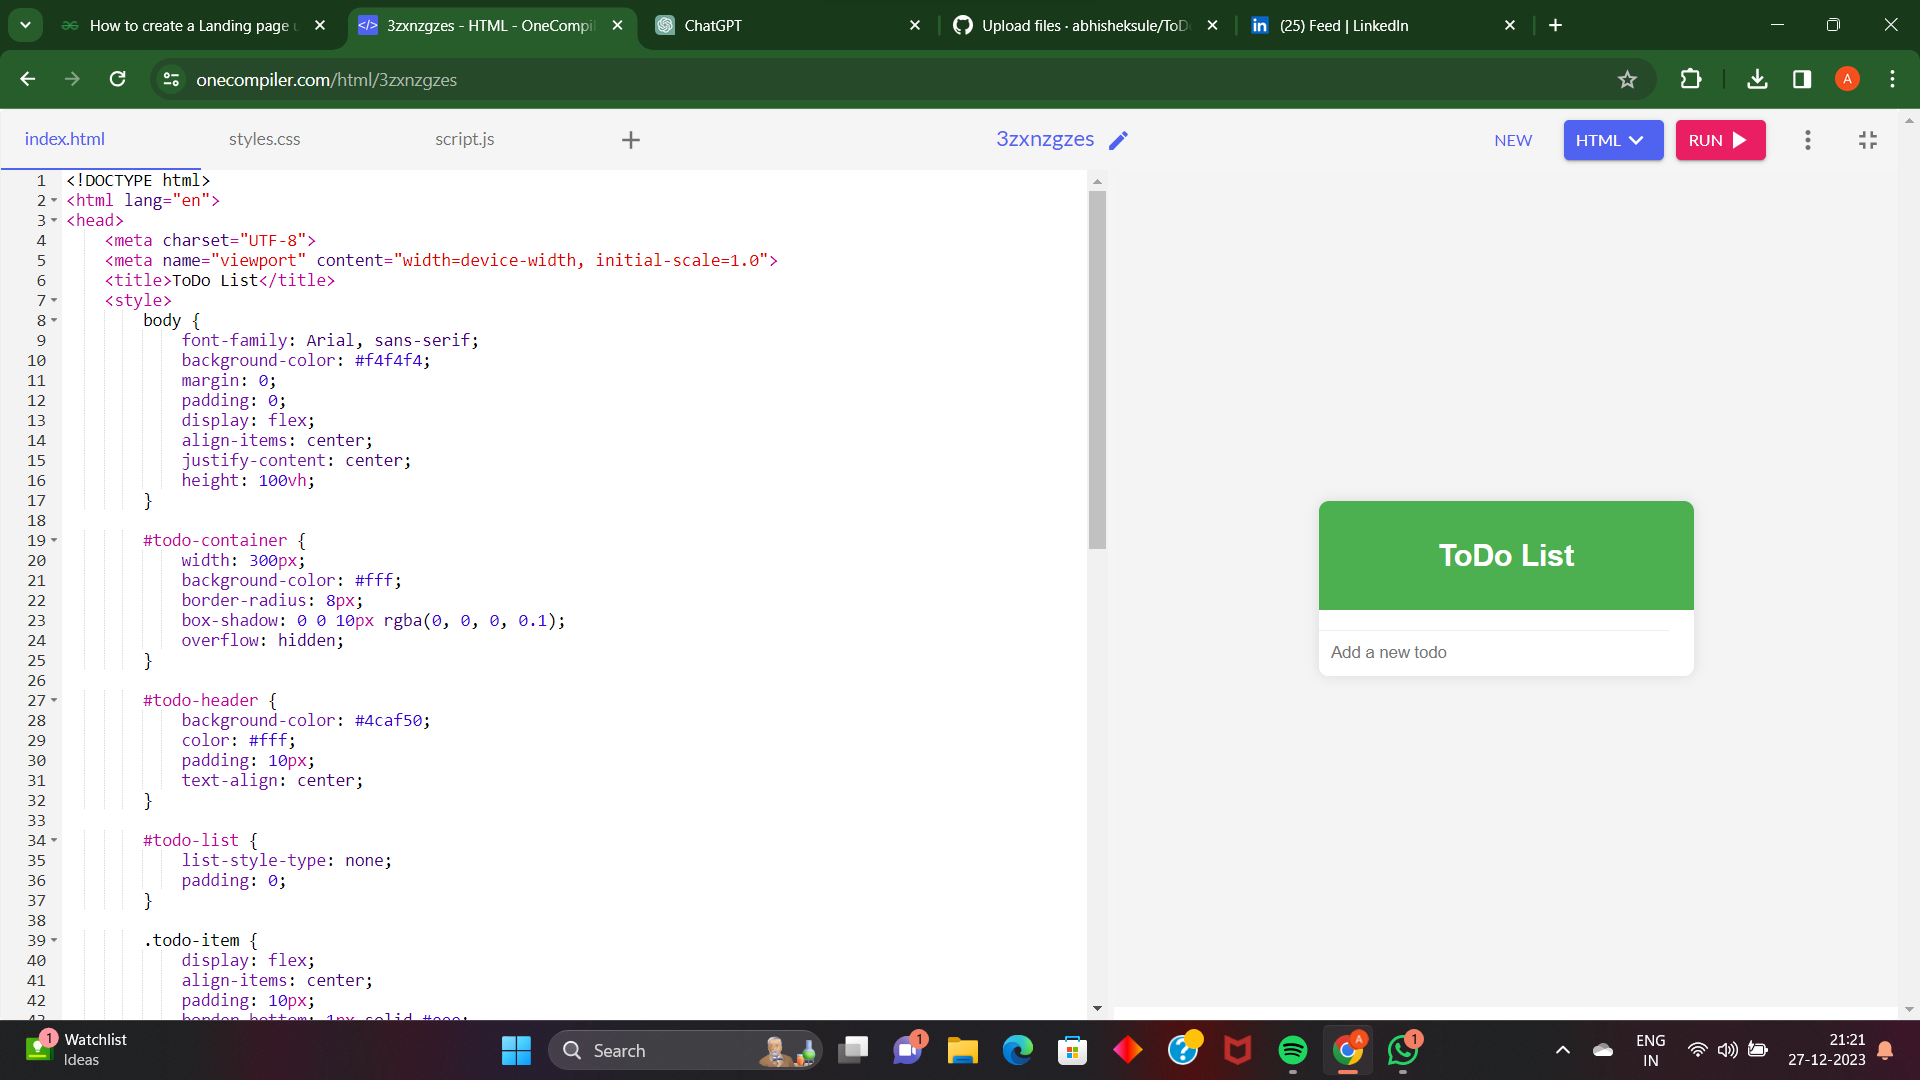 How to create a Landing page u
3zxnzgzes - HTML - OneCompil
ChatGPT
Upload files · abhisheksule/ToDo
(25) Feed | LinkedIn
onecompiler.com/html/3zxnzgzes
A
index.html
styles.css
script.js
3zxnzgzes
NEW
HTML
RUN
1 <!DOCTYPE html>
2 <html lang="en">
3 <head>
4 <meta charset="UTF-8">
5 <meta name="viewport" content="width=device-width, initial-scale=1.0">
6 <title>ToDo List</title>
7 <style>
8 body {
9 font-family: Arial, sans-serif;
10 background-color: #f4f4f4;
11 margin: 0;
12 padding: 0;
13 display: flex;
14 align-items: center;
15 justify-content: center;
16 height: 100vh;
17 }
18
19 #todo-container {
20 width: 300px;
21 background-color: #fff;
22 border-radius: 8px;
23 box-shadow: 0 0 10px rgba(0, 0, 0, 0.1);
24 overflow: hidden;
25 }
26
27 #todo-header {
28 background-color: #4caf50;
29 color: #fff;
30 padding: 10px;
31 text-align: center;
32 }
33
34 #todo-list {
35 list-style-type: none;
36 padding: 0;
37 }
38
39 .todo-item {
40 display: flex;
41 align-items: center;
42 padding: 10px;
43 border-bottom: 1px solid #eee;
ToDo List
Add a new todo
1
Watchlist
Ideas
Search
1
A
1
ENG
IN
21:21
27-12-2023